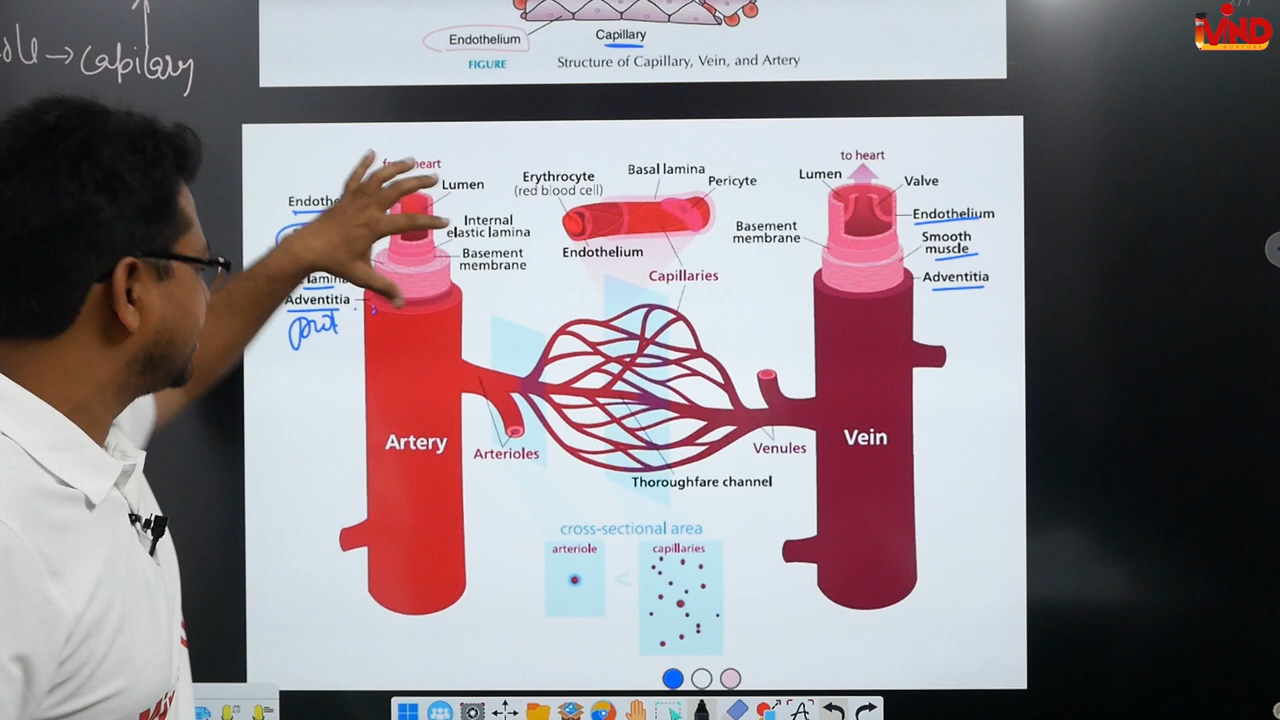 → capillary
Endothelium
Capillary
FIGURE
Structure of Capillary, Vein, and Artery
ViND
heart
Lumen
Internal
elastic lamina
Basement
membrane
Adventitia
Erythrocyte
(red blood cell)
Basal lamina
Pericyte
Endothelium
Capillaries
to heart
Lumen
Valve
Endothelium
Basement
membrane
Smooth
muscle
Adventitia
Artery
Arterioles
Venules
Vein
Thoroughfare channel
cross-sectional area
arteriole
<
capillaries